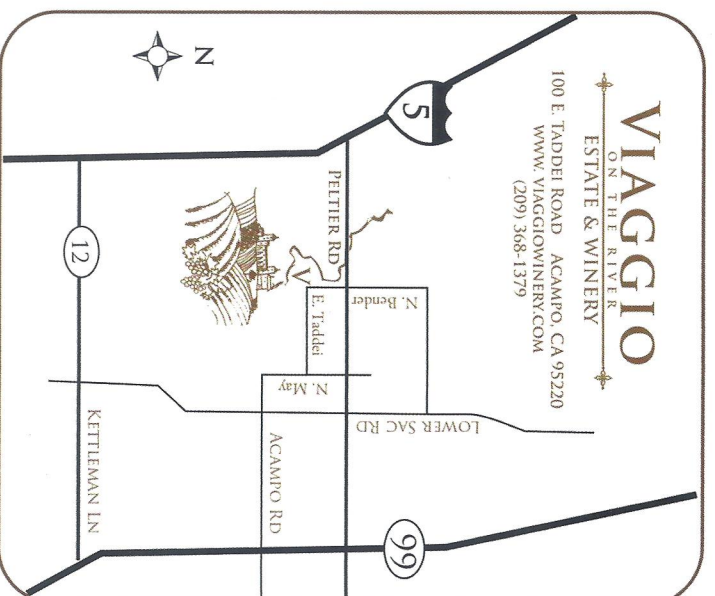 VIAGGIO
ON THE RIVER
ESTATE & WINERY
100 E. TADDEI ROAD ACAMPO, CA 95220
WWW.VIAGGIOWINERY.COM
(209) 368-1379
N
5
PELTIER RD
N. Bender
V
E. Taddei
N. May
LOWER SAC RD
ACAMPO RD
99
12
KETTLEMAN LN